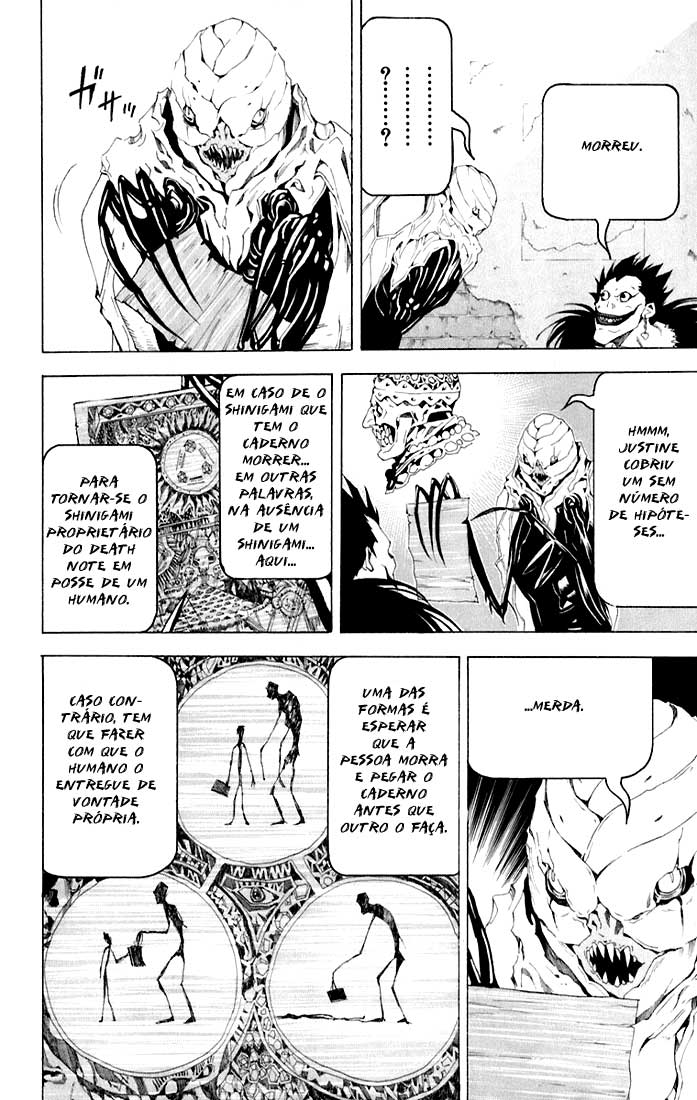 MORREU.
? ......
...... ?
ガサッ
HMMM,
JUSTINE
COBRIU
UM SEM
NÚMERO
DE HIPÓTE-
SES...
EM CASO DE O
SHINIGAMI QUE
TEM O
CADERNO
MORRER...
EM OUTRAS
PALAVRAS,
NA AUSÊNCIA
DE UM
SHINIGAMI...
AQUI...
PARA
TORNAR-SE O
SHINIGAMI
PROPRIETÁRIO
DO DEATH
NOTE EM
POSSE DE UM
HUMANO.
...MERDA.
UMA DAS
FORMAS É
ESPERAR
QUE A
PESSOA MORRA
E PEGAR O
CADERNO
ANTES QUE
OUTRO O FAÇA.
CASO CON-
TRÁRIO, TEM
QUE FAZER
COM QUE O
HUMANO O
ENTREGUE DE
VONTADE
PRÓPRIA.